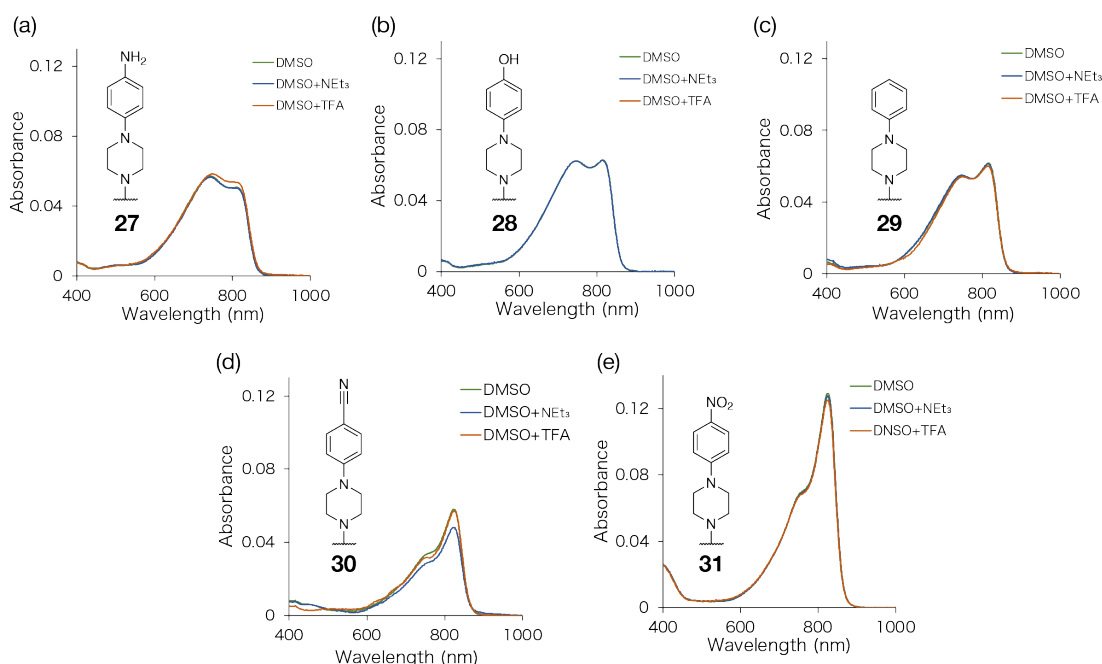 (a)
NH₂
N
N
27
DMSO
DMSO+NEt₃
DMSO+TFA
Absorbance
0.12
0.08
0.04
0
400
600
800
1000
Wavelength (nm)
(b)
OH
N
N
28
DMSO
DMSO+NEt₃
DMSO+TFA
Absorbance
0.12
0.08
0.04
0
400
600
800
1000
Wavelength (nm)
(c)
N
N
29
DMSO
DMSO+NEt₃
DMSO+TFA
Absorbance
0.12
0.08
0.04
0
400
600
800
1000
Wavelength (nm)
(d)
N
N
N
30
DMSO
DMSO+NEt₃
DMSO+TFA
Absorbance
0.12
0.08
0.04
0
400
600
800
1000
Wavelength (nm)
(e)
NO₂
N
N
31
DMSO
DMSO+NEt₃
DNSO+TFA
Absorbance
0.12
0.08
0.04
0
400
600
800
1000
Wavelength (nm)